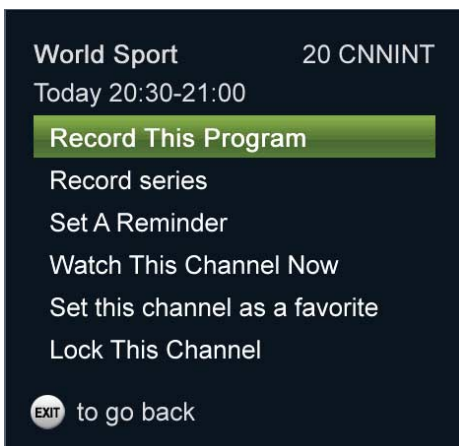 World Sport 20 CNNINT
Today 20:30-21:00
Record This Program
Record series
Set A Reminder
Watch This Channel Now
Set this channel as a favorite
Lock This Channel
EXIT to go back